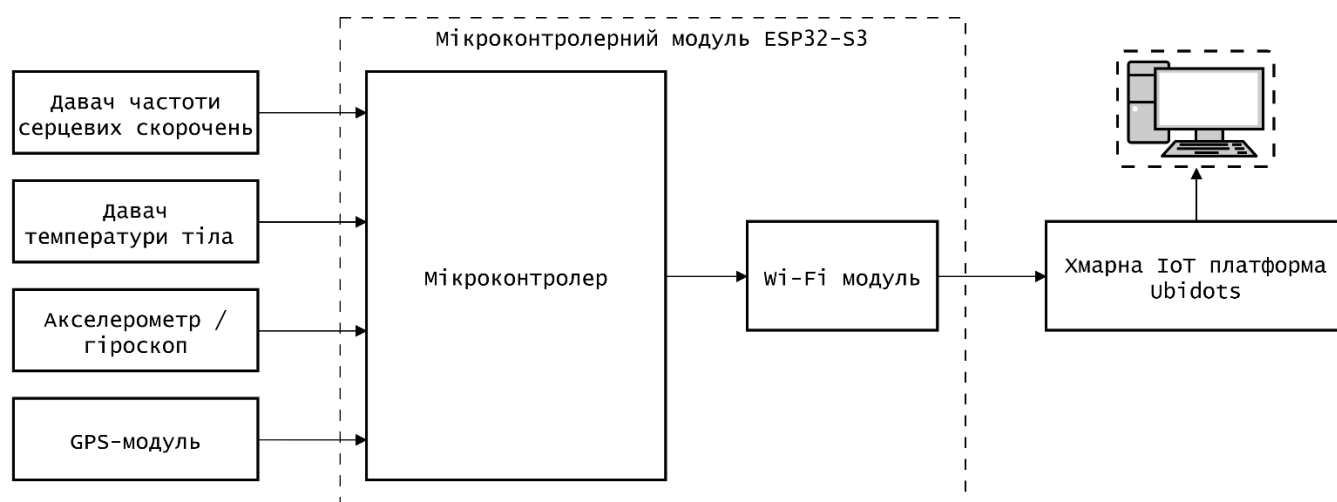 Мікроконтролерний модуль ESP32-S3
Давач частоти
серцевих скорочень
Давач
температури тіла
Акселерометр /
гіроскоп
GPS-модуль
Мікроконтролер
Wi-Fi модуль
Хмарна IoT платформа
Ubidots